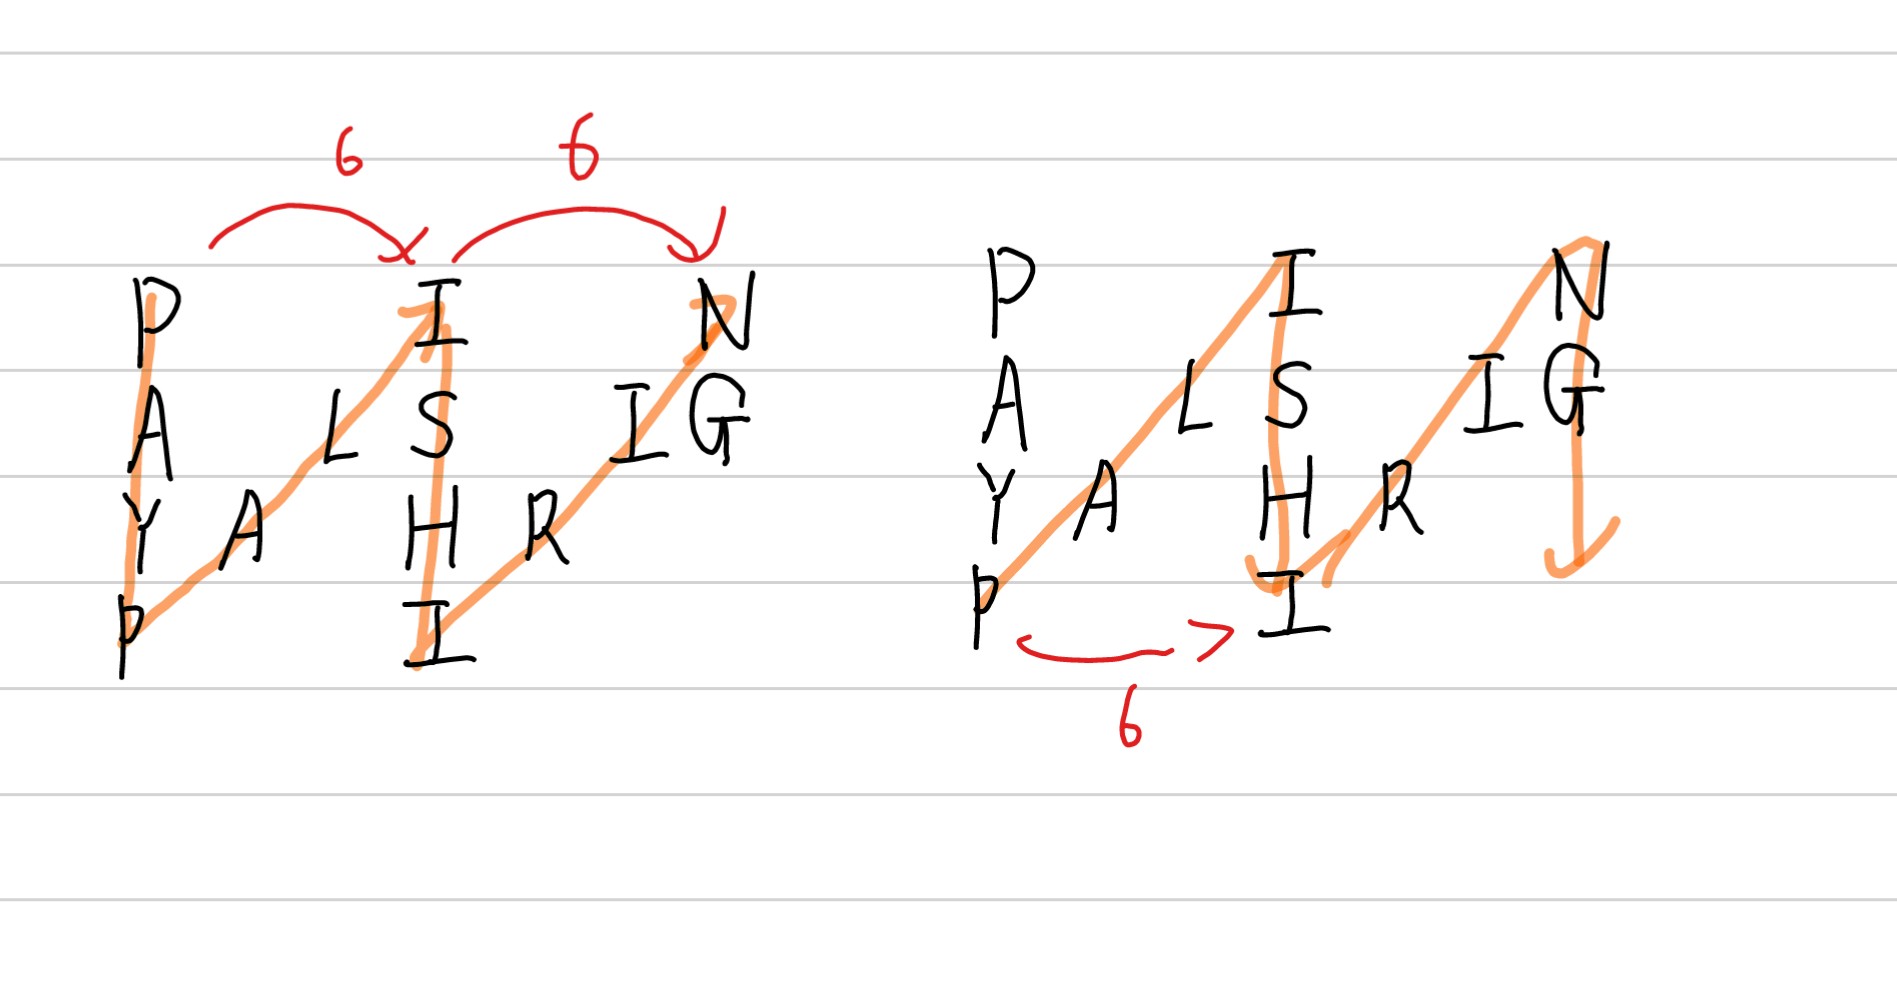 6 6
P I N P I N
A L S I G A L S I G
Y A H R Y A H R
P I P I
6